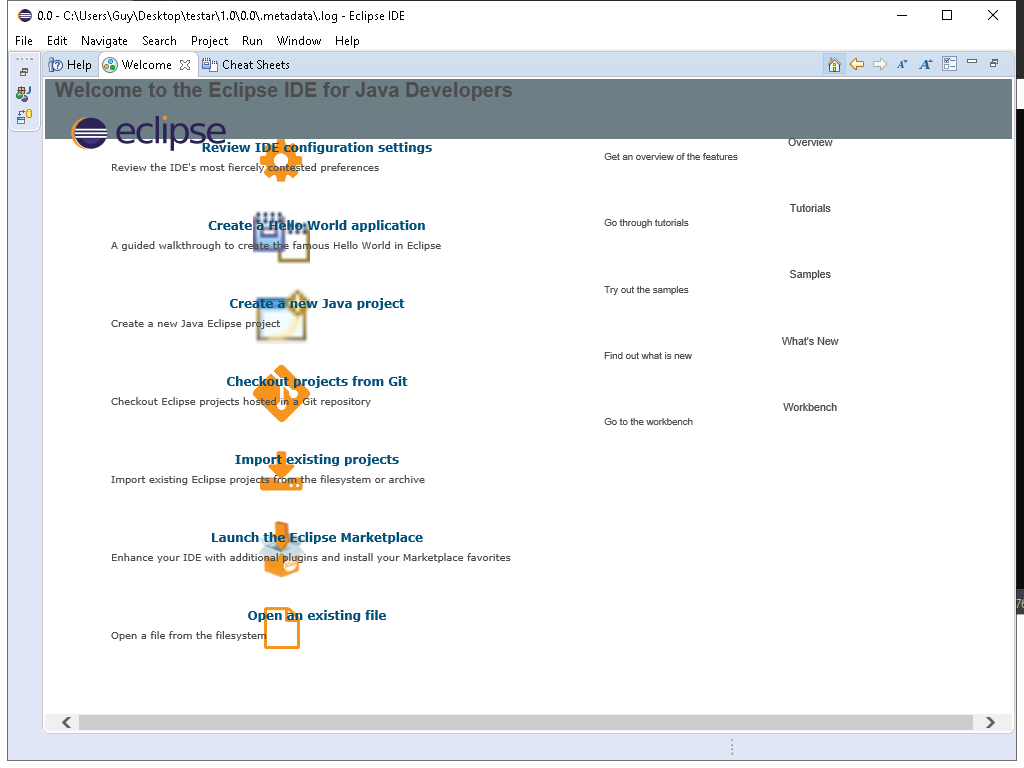 0.0 - C:\Users\Guy\Desktop\testar\1.0\0.0\.metadata\.log - Eclipse IDE
File Edit Navigate Search Project Run Window Help
Help Welcome Cheat Sheets
Welcome to the Eclipse IDE for Java Developers
eclipse
Review IDE configuration settings
Review the IDE's most fiercely contested preferences
Create a Hello World application
A guided walkthrough to create the famous Hello World in Eclipse
Create a new Java project
Create a new Java Eclipse project
Checkout projects from Git
Checkout Eclipse projects hosted in a Git repository
Import existing projects
Import existing Eclipse projects from the filesystem or archive
Launch the Eclipse Marketplace
Enhance your IDE with additional plugins and install your Marketplace favorites
Open an existing file
Open a file from the filesystem
Overview
Get an overview of the features
Tutorials
Go through tutorials
Samples
Try out the samples
What's New
Find out what is new
Workbench
Go to the workbench